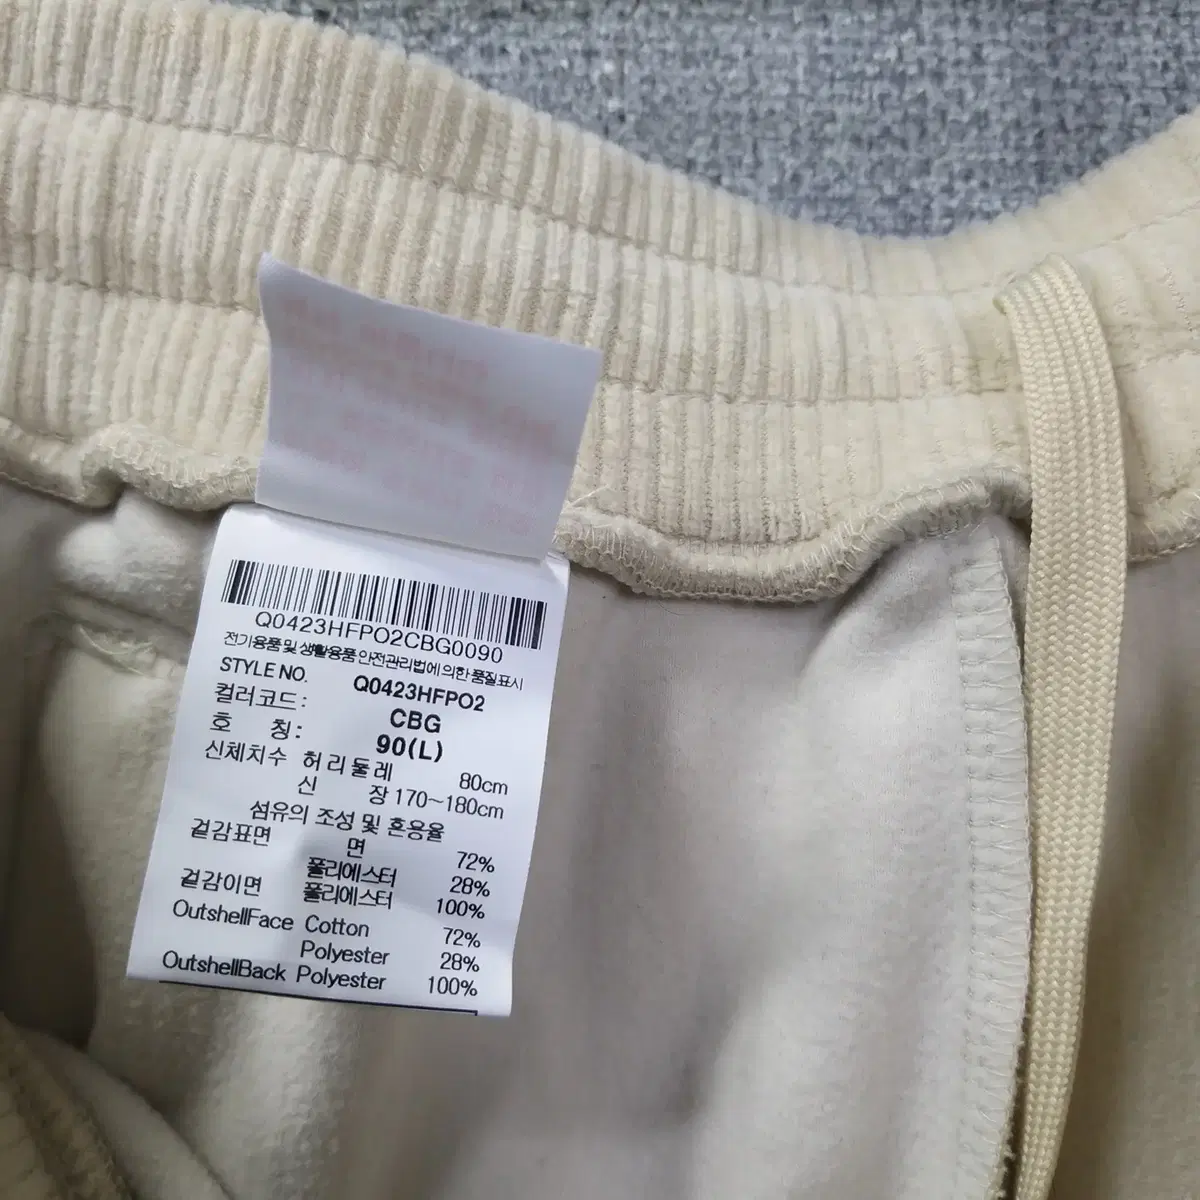 Q0423HFPO2CBG0090
전기용품및 생활용품 안전관리법에 의한 품질표시
STYLE NO. Q0423HFPO2
컬러코드: CBG
호 칭: 90(L)
신체치수 허리둘레 80cm
신 장 170~180cm
섬유의 조성 및 혼용율
겉감표면 면 72%
폴리에스터 28%
겉감이면 폴리에스터 100%
OutshellFace Cotton 72%
Polyester 28%
OutshellBack Polyester 100%